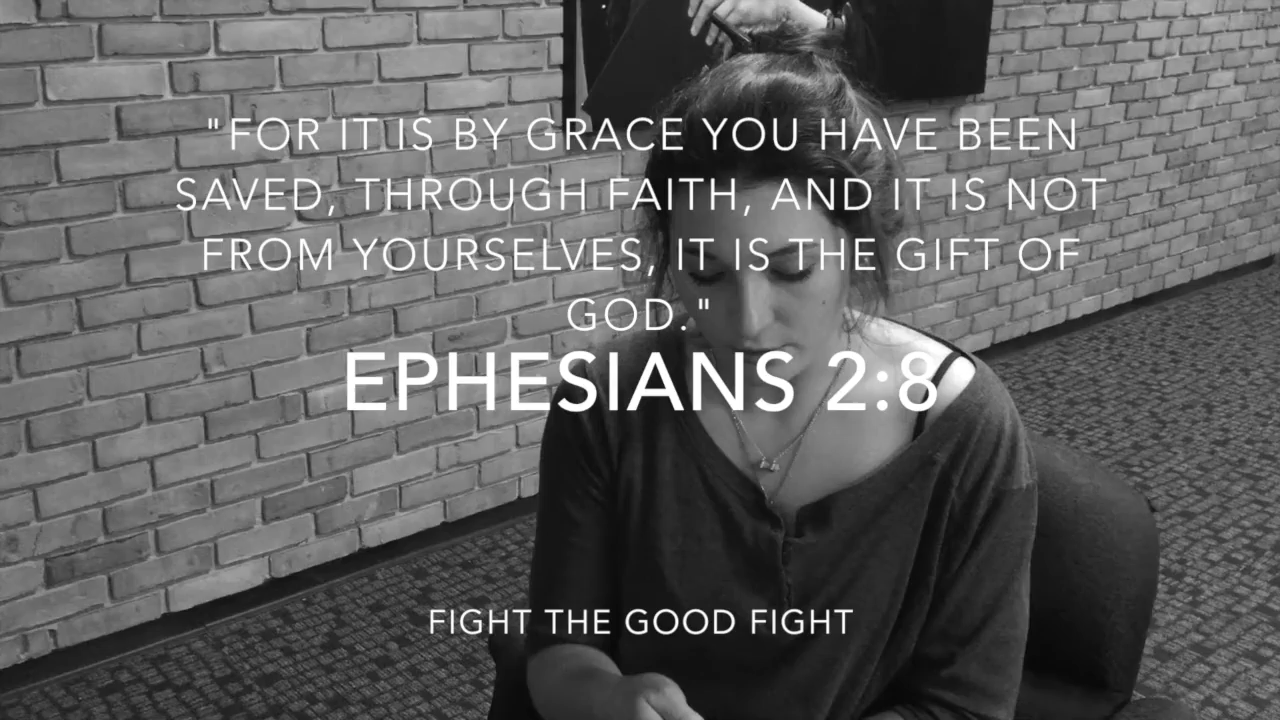 "FOR IT IS BY GRACE YOU HAVE BEEN
SAVED, THROUGH FAITH, AND IT IS NOT
FROM YOURSELVES, IT IS THE GIFT OF
GOD."
EPHESIANS 2:8
FIGHT THE GOOD FIGHT